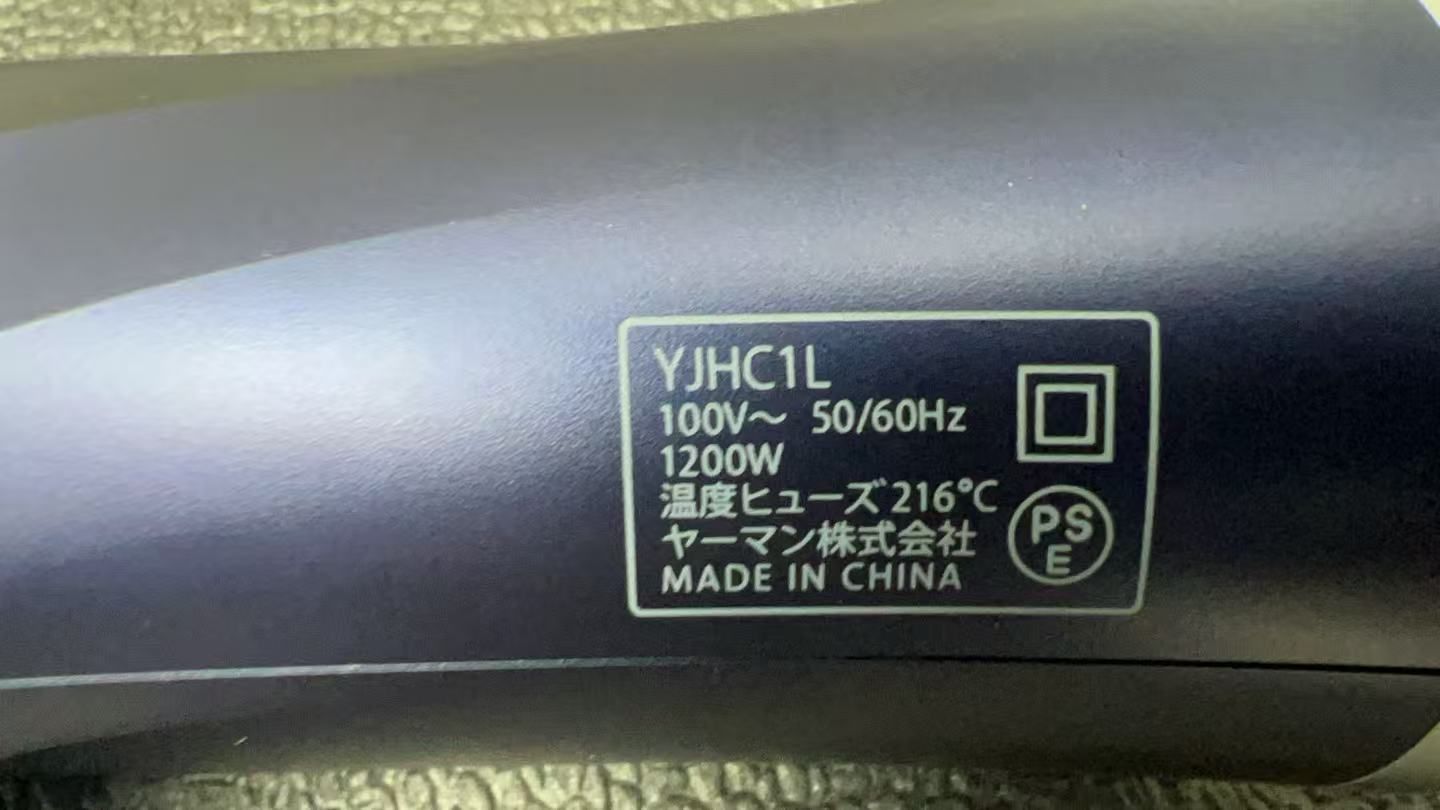 YJHC1L
100V～ 50/60Hz
1200W
温度ヒューズ216℃
ヤーマン株式会社
MADE IN CHINA
PS
E